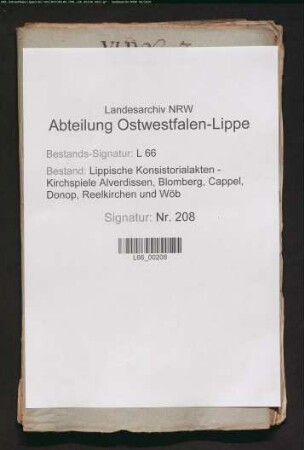 Landesarchiv NRW
Abteilung Ostwestfalen-Lippe
Bestands-Signatur: L 66
Bestand: Lippische Konsistorialakten -
Kirchspiele Alverdissen, Blomberg, Cappel,
Donop, Reelkirchen und Wöb
Signatur: Nr. 208
L66_00208